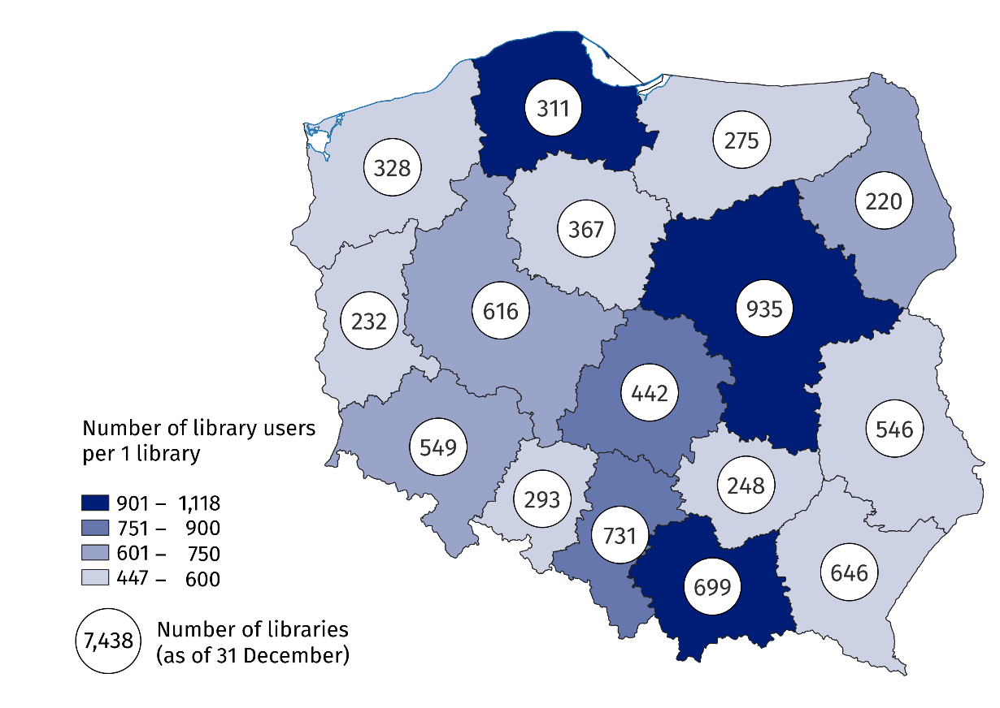 311
275
328
220
367
935
616
232
442
546
549
248
293
731
646
699
Number of library users
per 1 library
901 – 1,118
751 – 900
601 – 750
447 – 600
7,438
Number of libraries
(as of 31 December)